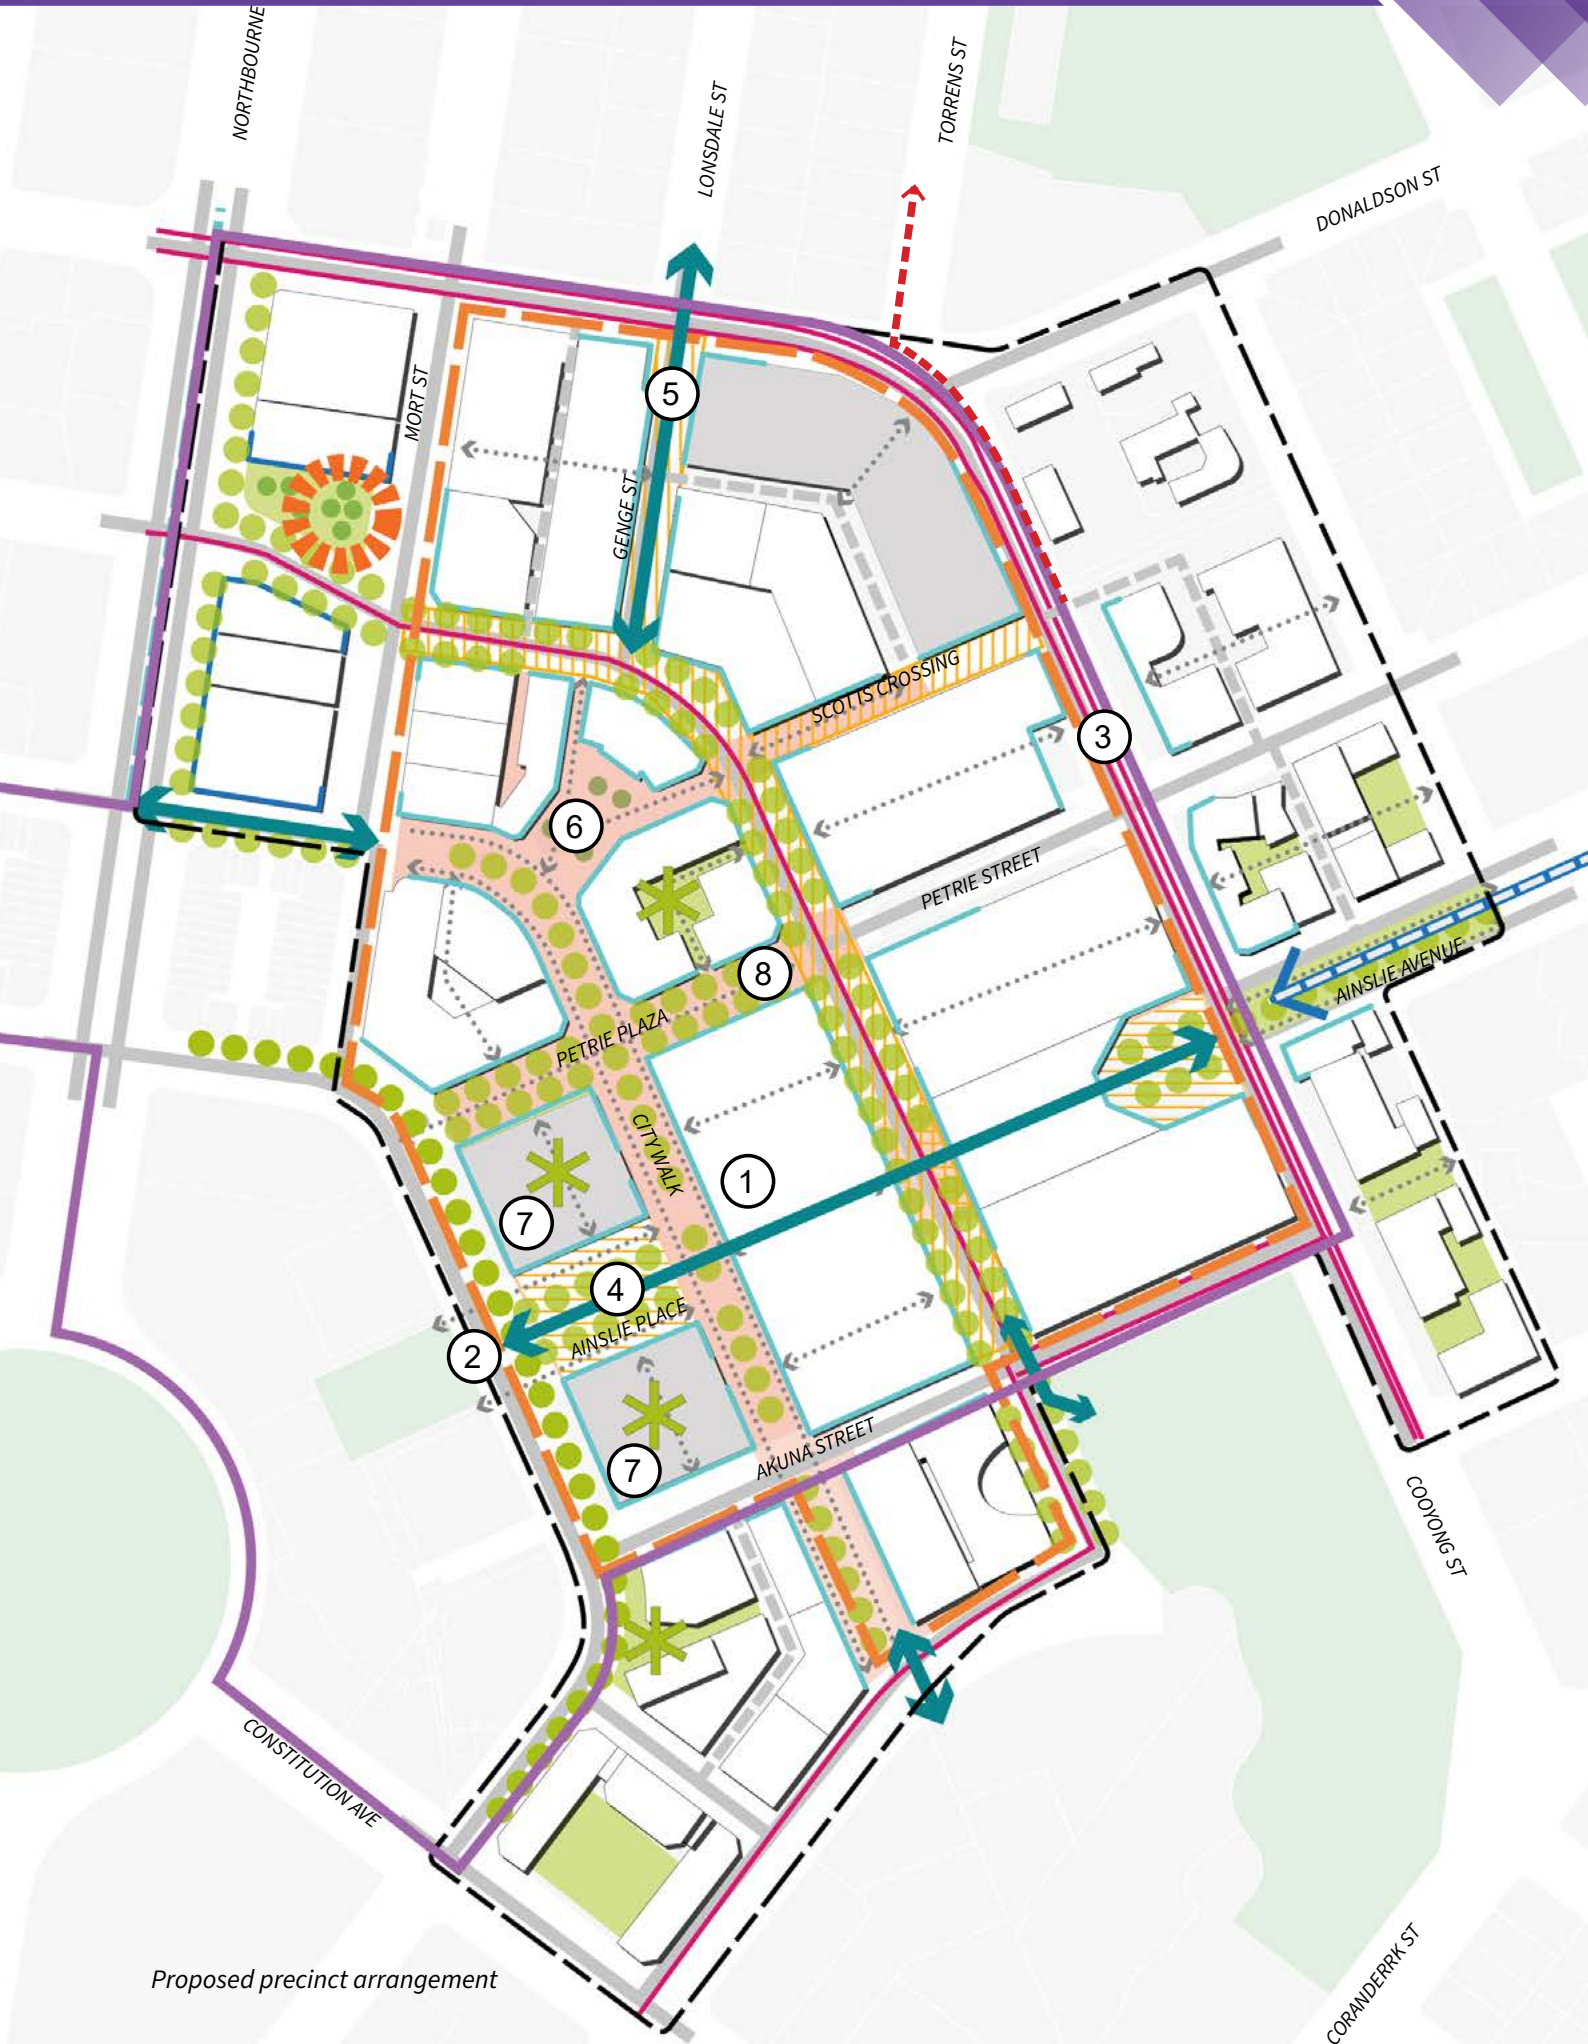 NORTHBOURNE
LONSDALE ST
TORRENS ST
DONALDSON ST
MORT ST
5
GENGE ST
SCOTTS CROSSING
3
6
PETRIE STREET
8
AINSLIE AVENUE
PETRIE PLAZA
CITY WALK
1
7
4
AINSLIE PLACE
2
7
AKUNA STREET
COOYONG ST
CONSTITUTION AVE
CORANDERRK ST
Proposed precinct arrangement